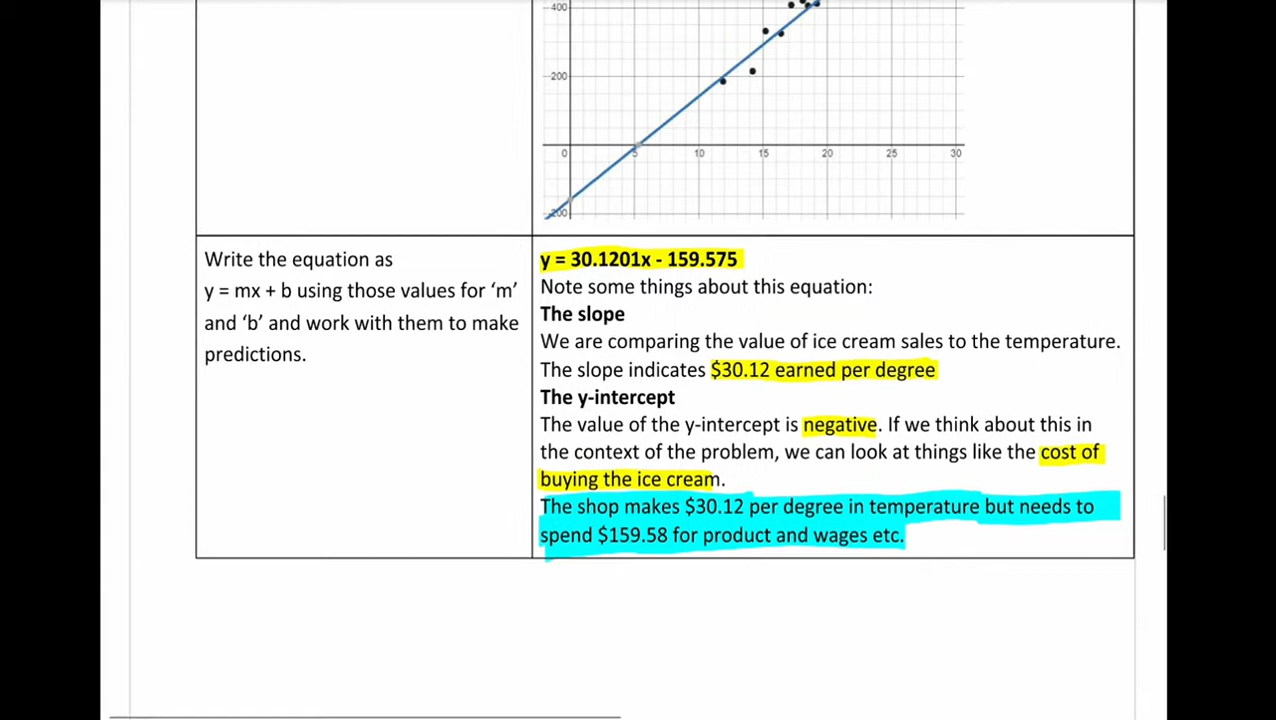 400
200
0
5
10
15
20
25
30
-200
Write the equation as
y = mx + b using those values for ‘m’
and ‘b’ and work with them to make
predictions.
y = 30.1201x - 159.575
Note some things about this equation:
The slope
We are comparing the value of ice cream sales to the temperature.
The slope indicates $30.12 earned per degree
The y-intercept
The value of the y-intercept is negative. If we think about this in
the context of the problem, we can look at things like the cost of
buying the ice cream.
The shop makes $30.12 per degree in temperature but needs to
spend $159.58 for product and wages etc.